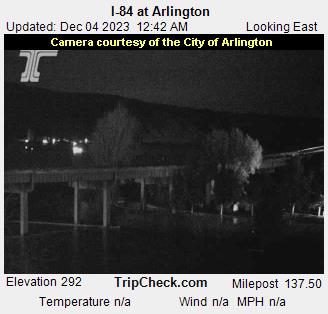 I-84 at Arlington
Updated: Dec 04 2023 12:42 AM Looking East
Camera courtesy of the City of Arlington
Elevation 292 TripCheck.com Milepost 137.50
Temperature n/a Wind n/a MPH n/a